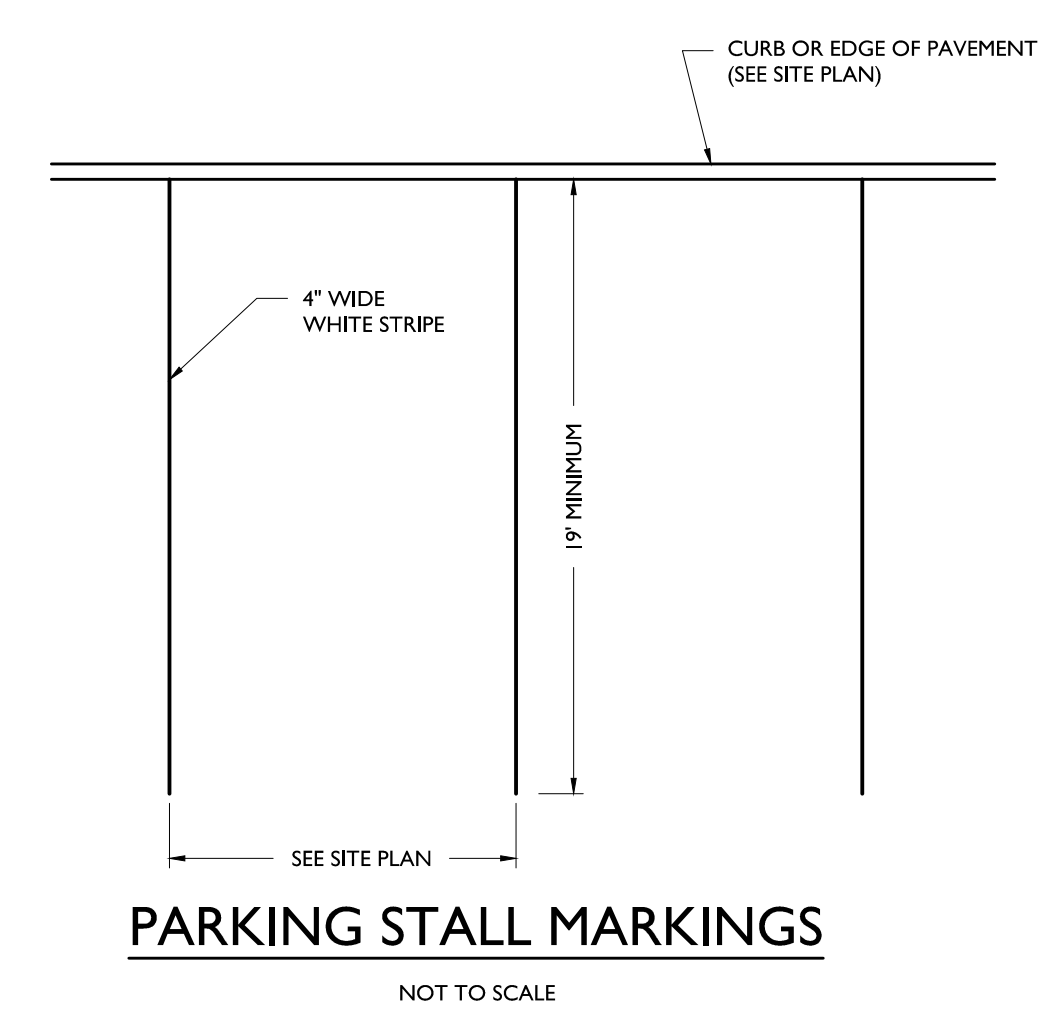 CURB OR EDGE OF PAVEMENT
(SEE SITE PLAN)
4" WIDE
WHITE STRIPE
19' MINIMUM
SEE SITE PLAN
PARKING STALL MARKINGS
NOT TO SCALE